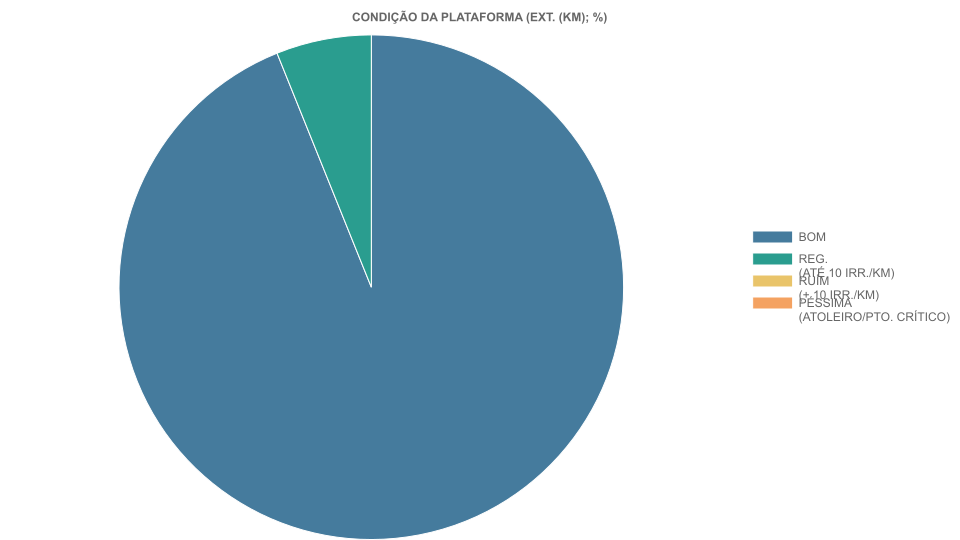 CONDIÇÃO DA PLATAFORMA (EXT. (KM); %)
BOM
REG.
(ATÉ 10 IRR./KM)
RUIM
(+ 10 IRR./KM)
PÉSSIMA
(ATOLEIRO/PTO. CRÍTICO)